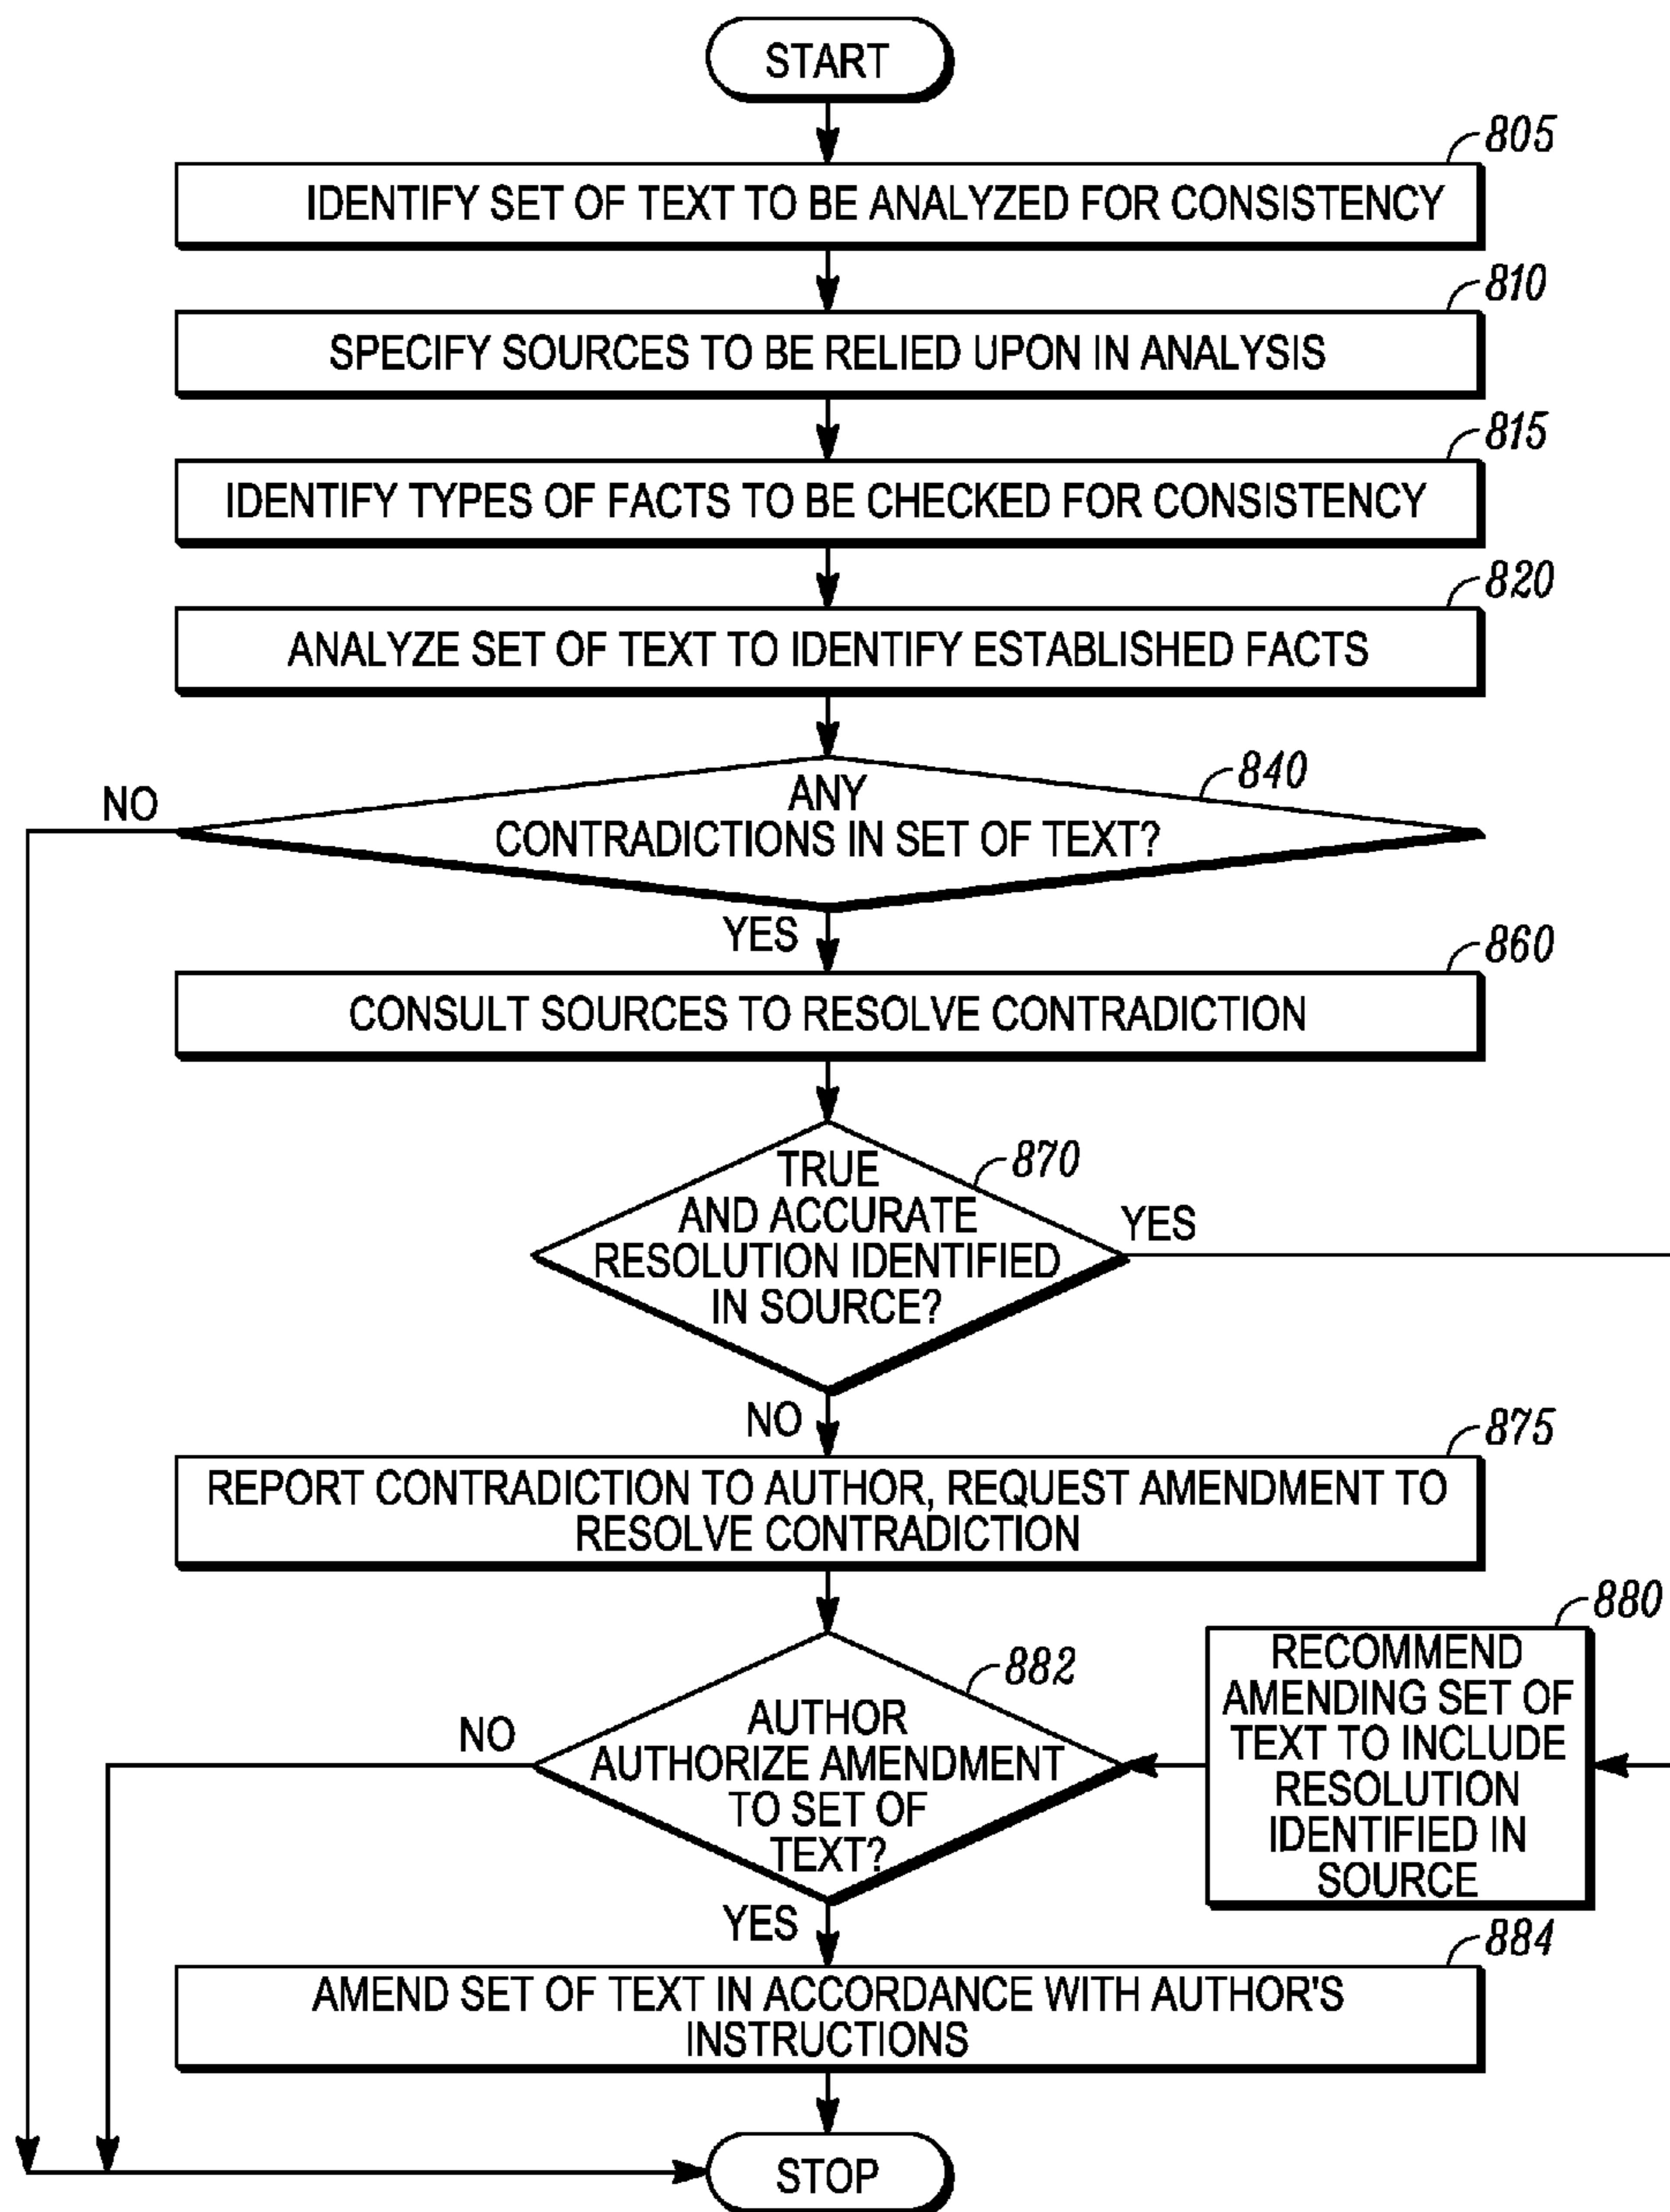 START
805
IDENTIFY SET OF TEXT TO BE ANALYZED FOR CONSISTENCY
810
SPECIFY SOURCES TO BE RELIED UPON IN ANALYSIS
815
IDENTIFY TYPES OF FACTS TO BE CHECKED FOR CONSISTENCY
820
ANALYZE SET OF TEXT TO IDENTIFY ESTABLISHED FACTS
840
NO
ANY
CONTRADICTIONS IN SET OF TEXT?
YES
860
CONSULT SOURCES TO RESOLVE CONTRADICTION
870
TRUE
AND ACCURATE
RESOLUTION IDENTIFIED
IN SOURCE?
YES
NO
875
REPORT CONTRADICTION TO AUTHOR, REQUEST AMENDMENT TO
RESOLVE CONTRADICTION
880
RECOMMEND
AMENDING SET OF
TEXT TO INCLUDE
RESOLUTION
IDENTIFIED IN
SOURCE
882
NO
AUTHOR
AUTHORIZE AMENDMENT
TO SET OF
TEXT?
YES
884
AMEND SET OF TEXT IN ACCORDANCE WITH AUTHOR'S
INSTRUCTIONS
STOP